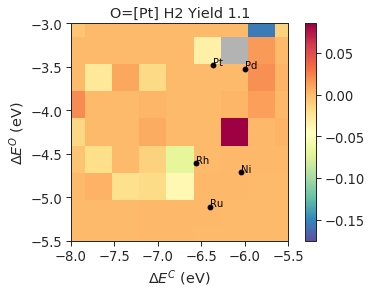 O=[Pt] H2 Yield 1.1
−3.0
−3.5
−4.0
−4.5
−5.0
−5.5
ΔE^O (eV)
Pt
Pd
Rh
Ni
Ru
−8.0 −7.5 −7.0 −6.5 −6.0 −5.5
ΔE^C (eV)
0.05
0.00
−0.05
−0.10
−0.15